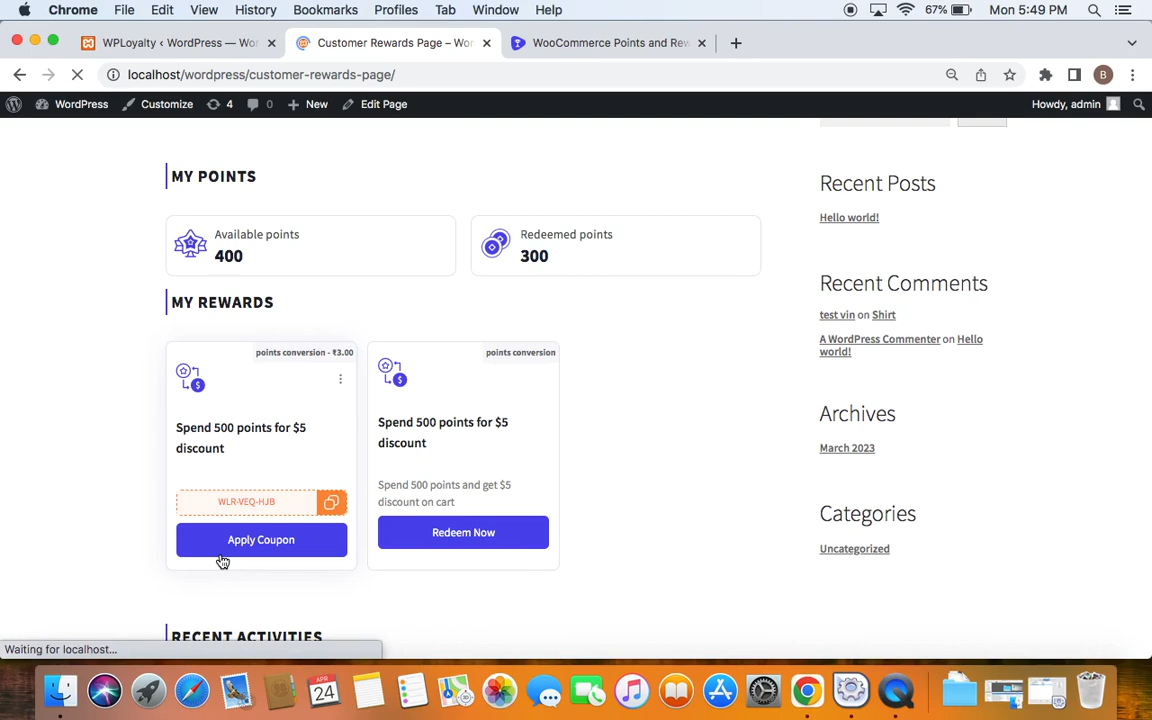 Chrome File Edit View History Bookmarks Profiles Tab Window Help 67% Mon 5:49 PM
WPLoyalty ‹ WordPress — Wor Customer Rewards Page – Wor WooCommerce Points and Rew
localhost/wordpress/customer-rewards-page/ B
WordPress Customize 4 0 New Edit Page Howdy, admin
MY POINTS
Available points
400
Redeemed points
300
MY REWARDS
points conversion - ₹3.00
Spend 500 points for $5
discount
WLR-VEQ-HJB
Apply Coupon
points conversion
Spend 500 points for $5
discount
Spend 500 points and get $5
discount on cart
Redeem Now
RECENT ACTIVITIES
Recent Posts
Hello world!
Recent Comments
test vin on Shirt
A WordPress Commenter on Hello
world!
Archives
March 2023
Categories
Uncategorized
Waiting for localhost...
APR
24